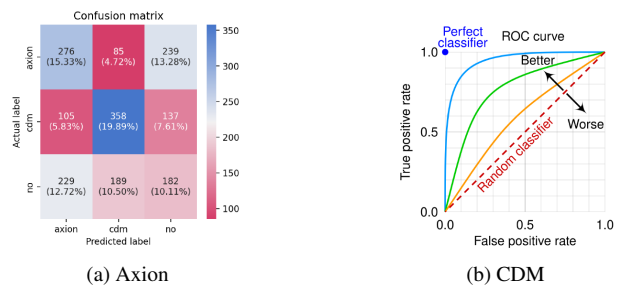 Confusion matrix
Actual label
axion
276
(15.33%)
85
(4.72%)
239
(13.28%)
cdm
105
(5.83%)
358
(19.89%)
137
(7.61%)
no
229
(12.72%)
189
(10.50%)
182
(10.11%)
axion
cdm
no
Predicted label
350
300
250
200
150
100
(a) Axion
Perfect
classifier
ROC curve
True positive rate
1.0
0.5
0.0
Better
Worse
Random classifier
0.0
0.5
1.0
False positive rate
(b) CDM